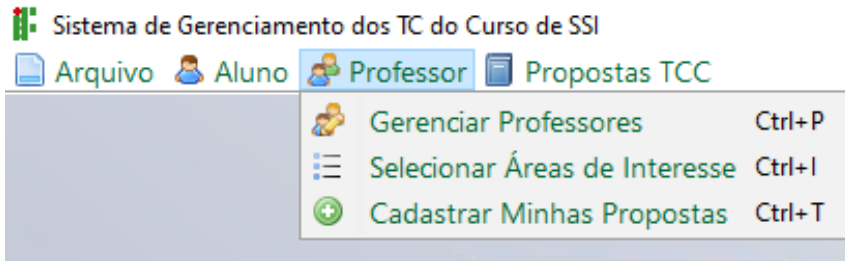 Sistema de Gerenciamento dos TC do Curso de SSI
Arquivo Aluno Professor Propostas TCC
Gerenciar Professores Ctrl+P
Selecionar Áreas de Interesse Ctrl+I
Cadastrar Minhas Propostas Ctrl+T